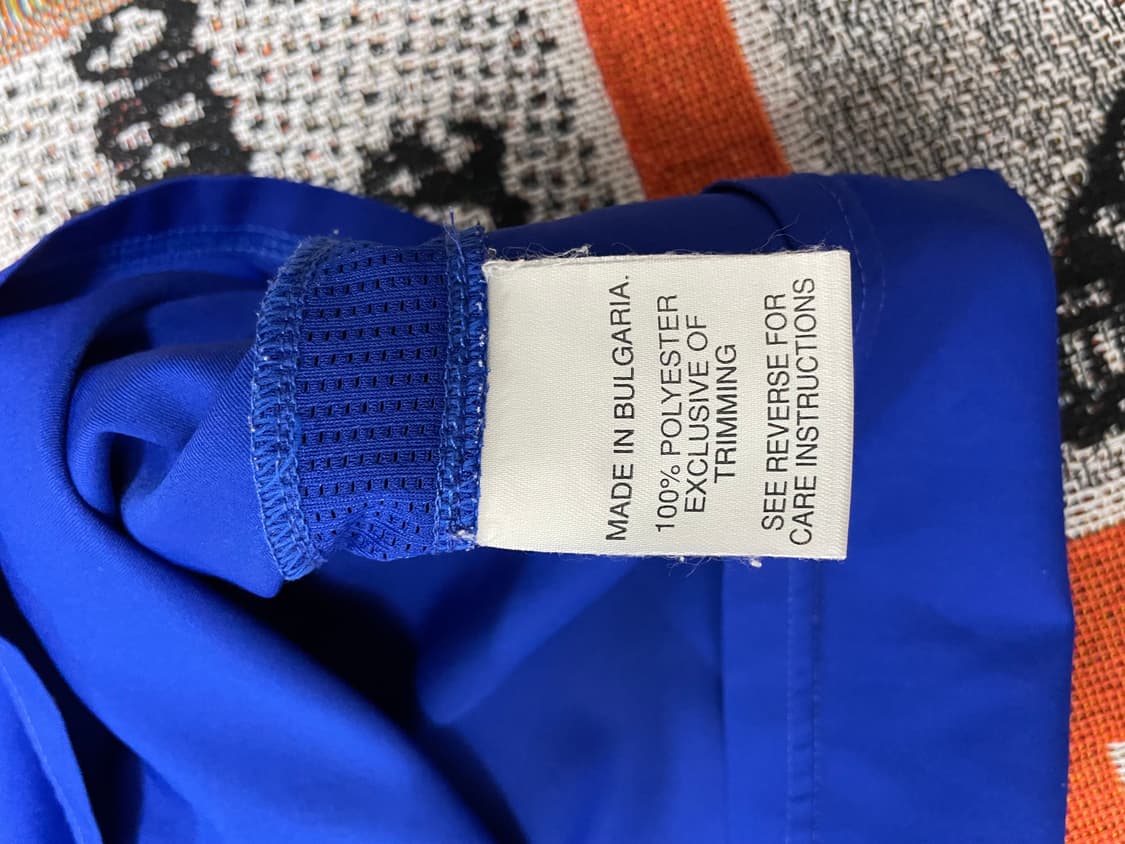 MADE IN BULGARIA.
100% POLYESTER
EXCLUSIVE OF
TRIMMING
SEE REVERSE FOR
CARE INSTRUCTIONS